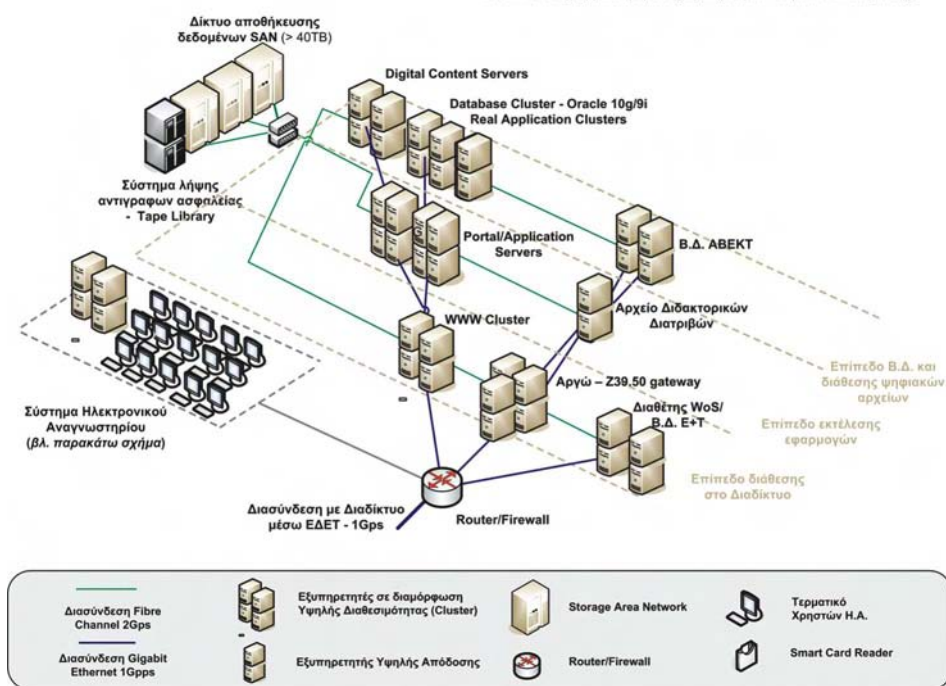 Δίκτυο αποθήκευσης
δεδομένων SAN (> 40TB)
Digital Content Servers
Database Cluster - Oracle 10g/9i
Real Application Clusters
Σύστημα λήψης
αντιγραφων ασφαλείας
- Tape Library
Portal/Application
Servers
Β.Δ. ΑΒΕΚΤ
WWW Cluster
Αρχείο Διδακτορικών
Διατριβών
Αργώ – Z39.50 gateway
Επίπεδο Β.Δ. και
διάθεσης ψηφιακών
αρχείων
Διαθέτης WoS/
Β.Δ. Ε+Τ
Επίπεδο εκτέλεσης
εφαρμογών
Σύστημα Ηλεκτρονικού
Αναγνωστηρίου
(βλ. παρακάτω σχήμα)
Επίπεδο διάθεσης
στο Διαδίκτυο
Διασύνδεση με Διαδίκτυο
μέσω ΕΔΕΤ - 1Gps
Router/Firewall
Διασύνδεση Fibre
Channel 2Gps
Εξυπηρετητές σε διαμόρφωση
Υψηλής Διαθεσιμότητας (Cluster)
Storage Area Network
Τερματικό
Χρηστών Η.Α.
Διασύνδεση Gigabit
Ethernet 1Gpps
Εξυπηρετητής Υψηλής Απόδοσης
Router/Firewall
Smart Card Reader